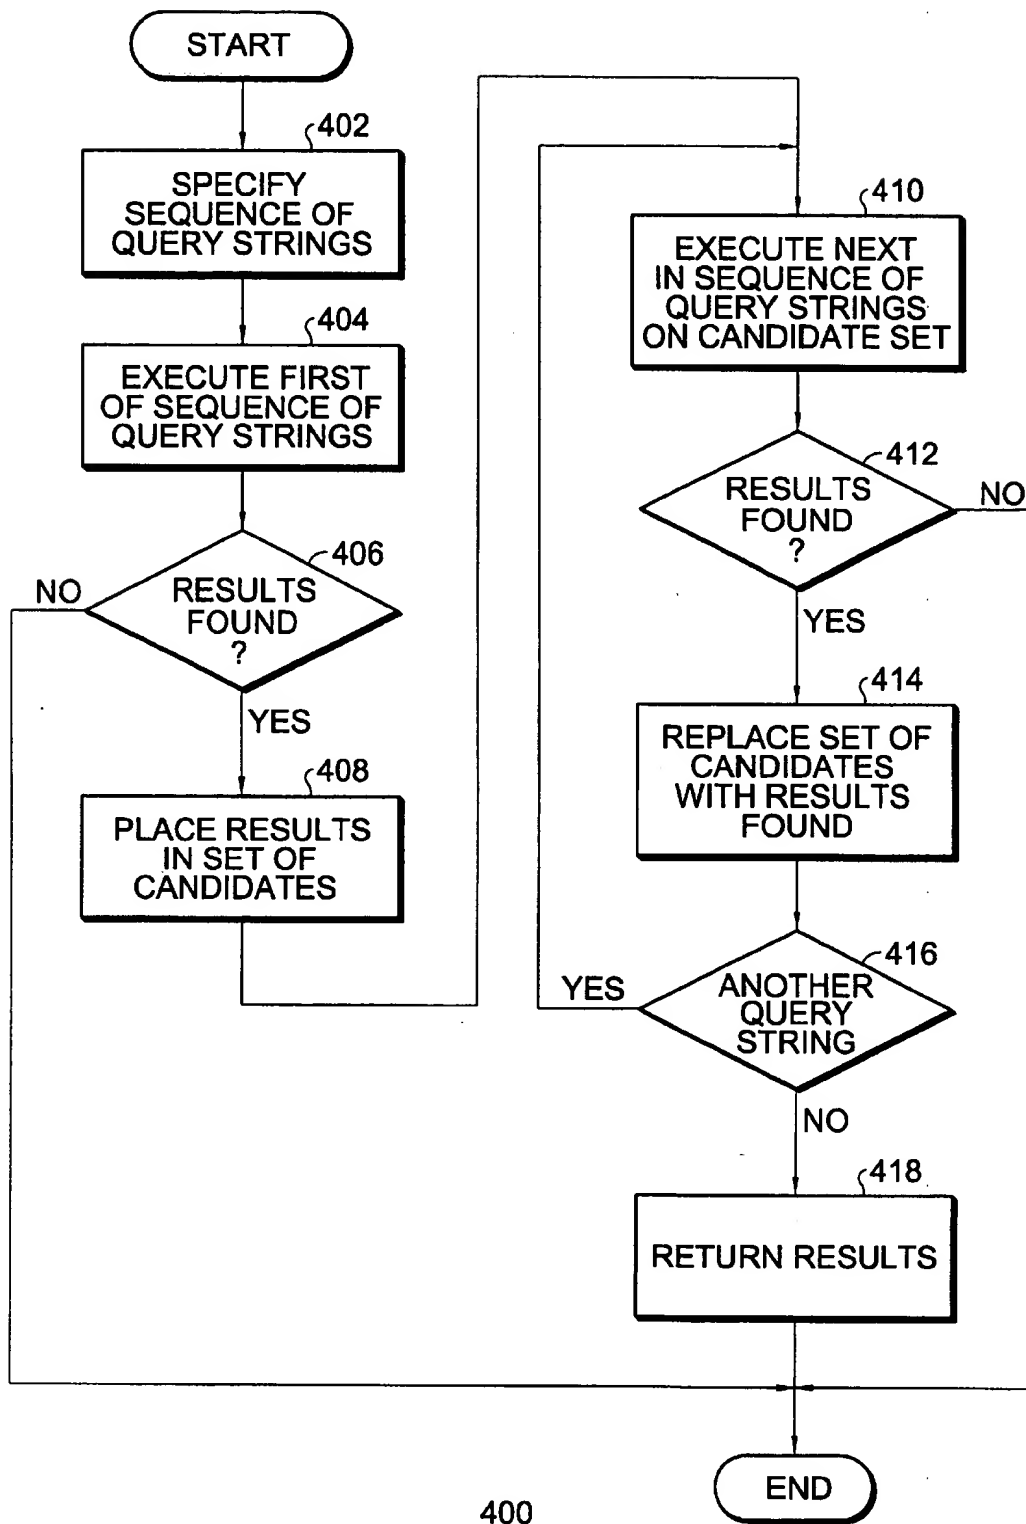 START
402
SPECIFY
SEQUENCE OF
QUERY STRINGS
404
EXECUTE FIRST
OF SEQUENCE OF
QUERY STRINGS
406
RESULTS
FOUND
?
NO
YES
408
PLACE RESULTS
IN SET OF
CANDIDATES
410
EXECUTE NEXT
IN SEQUENCE OF
QUERY STRINGS
ON CANDIDATE SET
412
RESULTS
FOUND
?
NO
YES
414
REPLACE SET OF
CANDIDATES
WITH RESULTS
FOUND
416
ANOTHER
QUERY
STRING
YES
NO
418
RETURN RESULTS
END
400